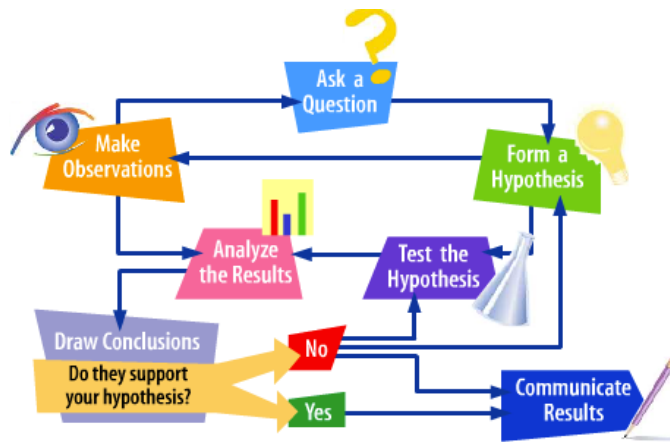 Ask a
Question
Make
Observations
Form a
Hypothesis
Analyze
the Results
Test the
Hypothesis
Draw Conclusions
Do they support
your hypothesis?
No
Yes
Communicate
Results